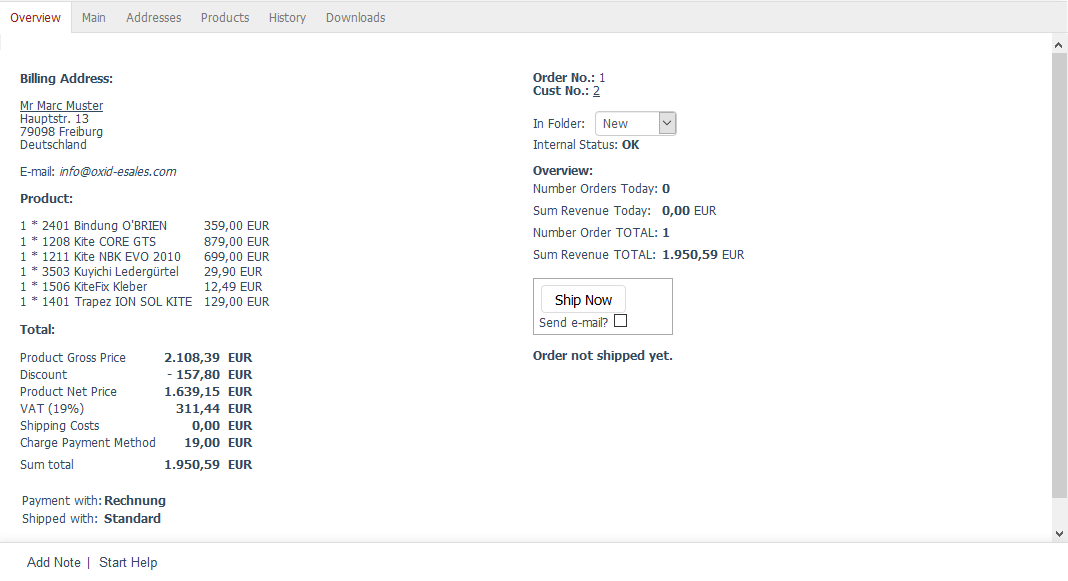 Overview Main Addresses Products History Downloads
Billing Address:
Mr Marc Muster
Hauptstr. 13
79098 Freiburg
Deutschland
E-mail: info@oxid-esales.com
Product:
1 * 2401 Bindung O'BRIEN 359,00 EUR
1 * 1208 Kite CORE GTS 879,00 EUR
1 * 1211 Kite NBK EVO 2010 699,00 EUR
1 * 3503 Kuyichi Ledergürtel 29,90 EUR
1 * 1506 KiteFix Kleber 12,49 EUR
1 * 1401 Trapez ION SOL KITE 129,00 EUR
Total:
Product Gross Price 2.108,39 EUR
Discount - 157,80 EUR
Product Net Price 1.639,15 EUR
VAT (19%) 311,44 EUR
Shipping Costs 0,00 EUR
Charge Payment Method 19,00 EUR
Sum total 1.950,59 EUR
Payment with: Rechnung
Shipped with: Standard
Order No.: 1
Cust No.: 2
In Folder: New
Internal Status: OK
Overview:
Number Orders Today: 0
Sum Revenue Today: 0,00 EUR
Number Order TOTAL: 1
Sum Revenue TOTAL: 1.950,59 EUR
Ship Now
Send e-mail?
Order not shipped yet.
Add Note | Start Help